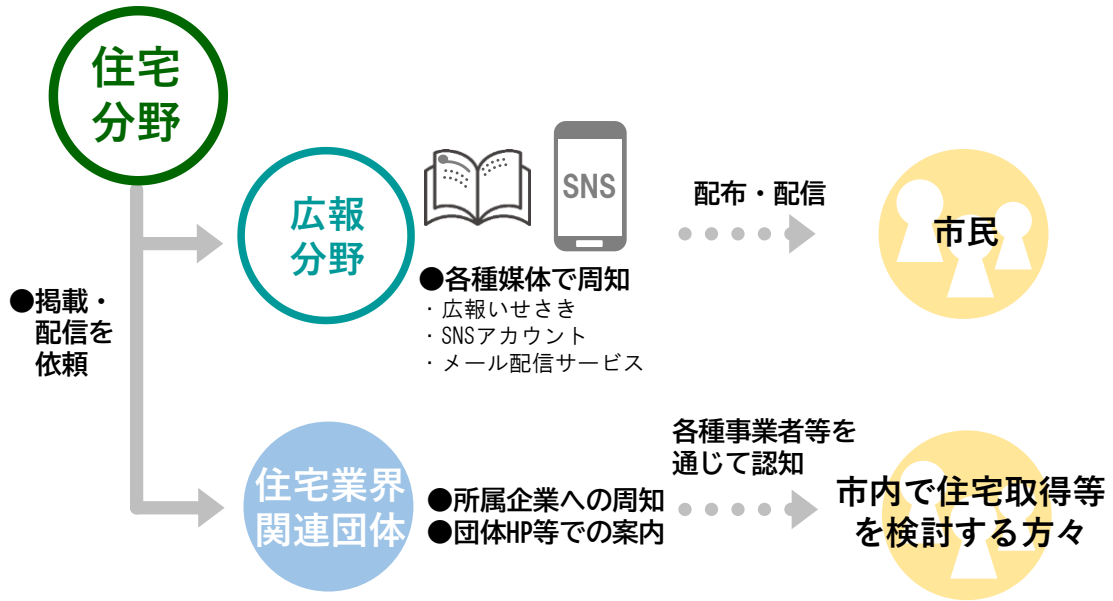 住宅
分野
●掲載・
配信を
依頼
広報
分野
SNS
●各種媒体で周知
・広報いせさき
・SNSアカウント
・メール配信サービス
配布・配信
市民
住宅業界
関連団体
●所属企業への周知
●団体HP等での案内
各種事業者等を
通じて認知
市内で住宅取得等
を検討する方々